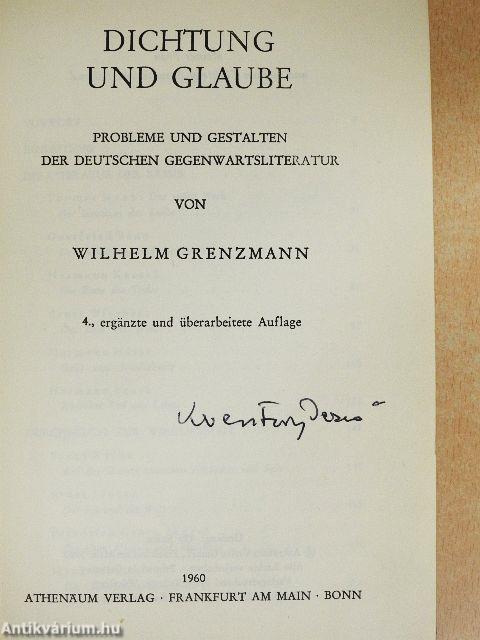 DICHTUNG
UND GLAUBE
PROBLEME UND GESTALTEN
DER DEUTSCHEN GEGENWARTSLITERATUR
VON
WILHELM GRENZMANN
4., ergänzte und überarbeitete Auflage
1960
ATHENÄUM VERLAG · FRANKFURT AM MAIN · BONN
Antikvárium.hu